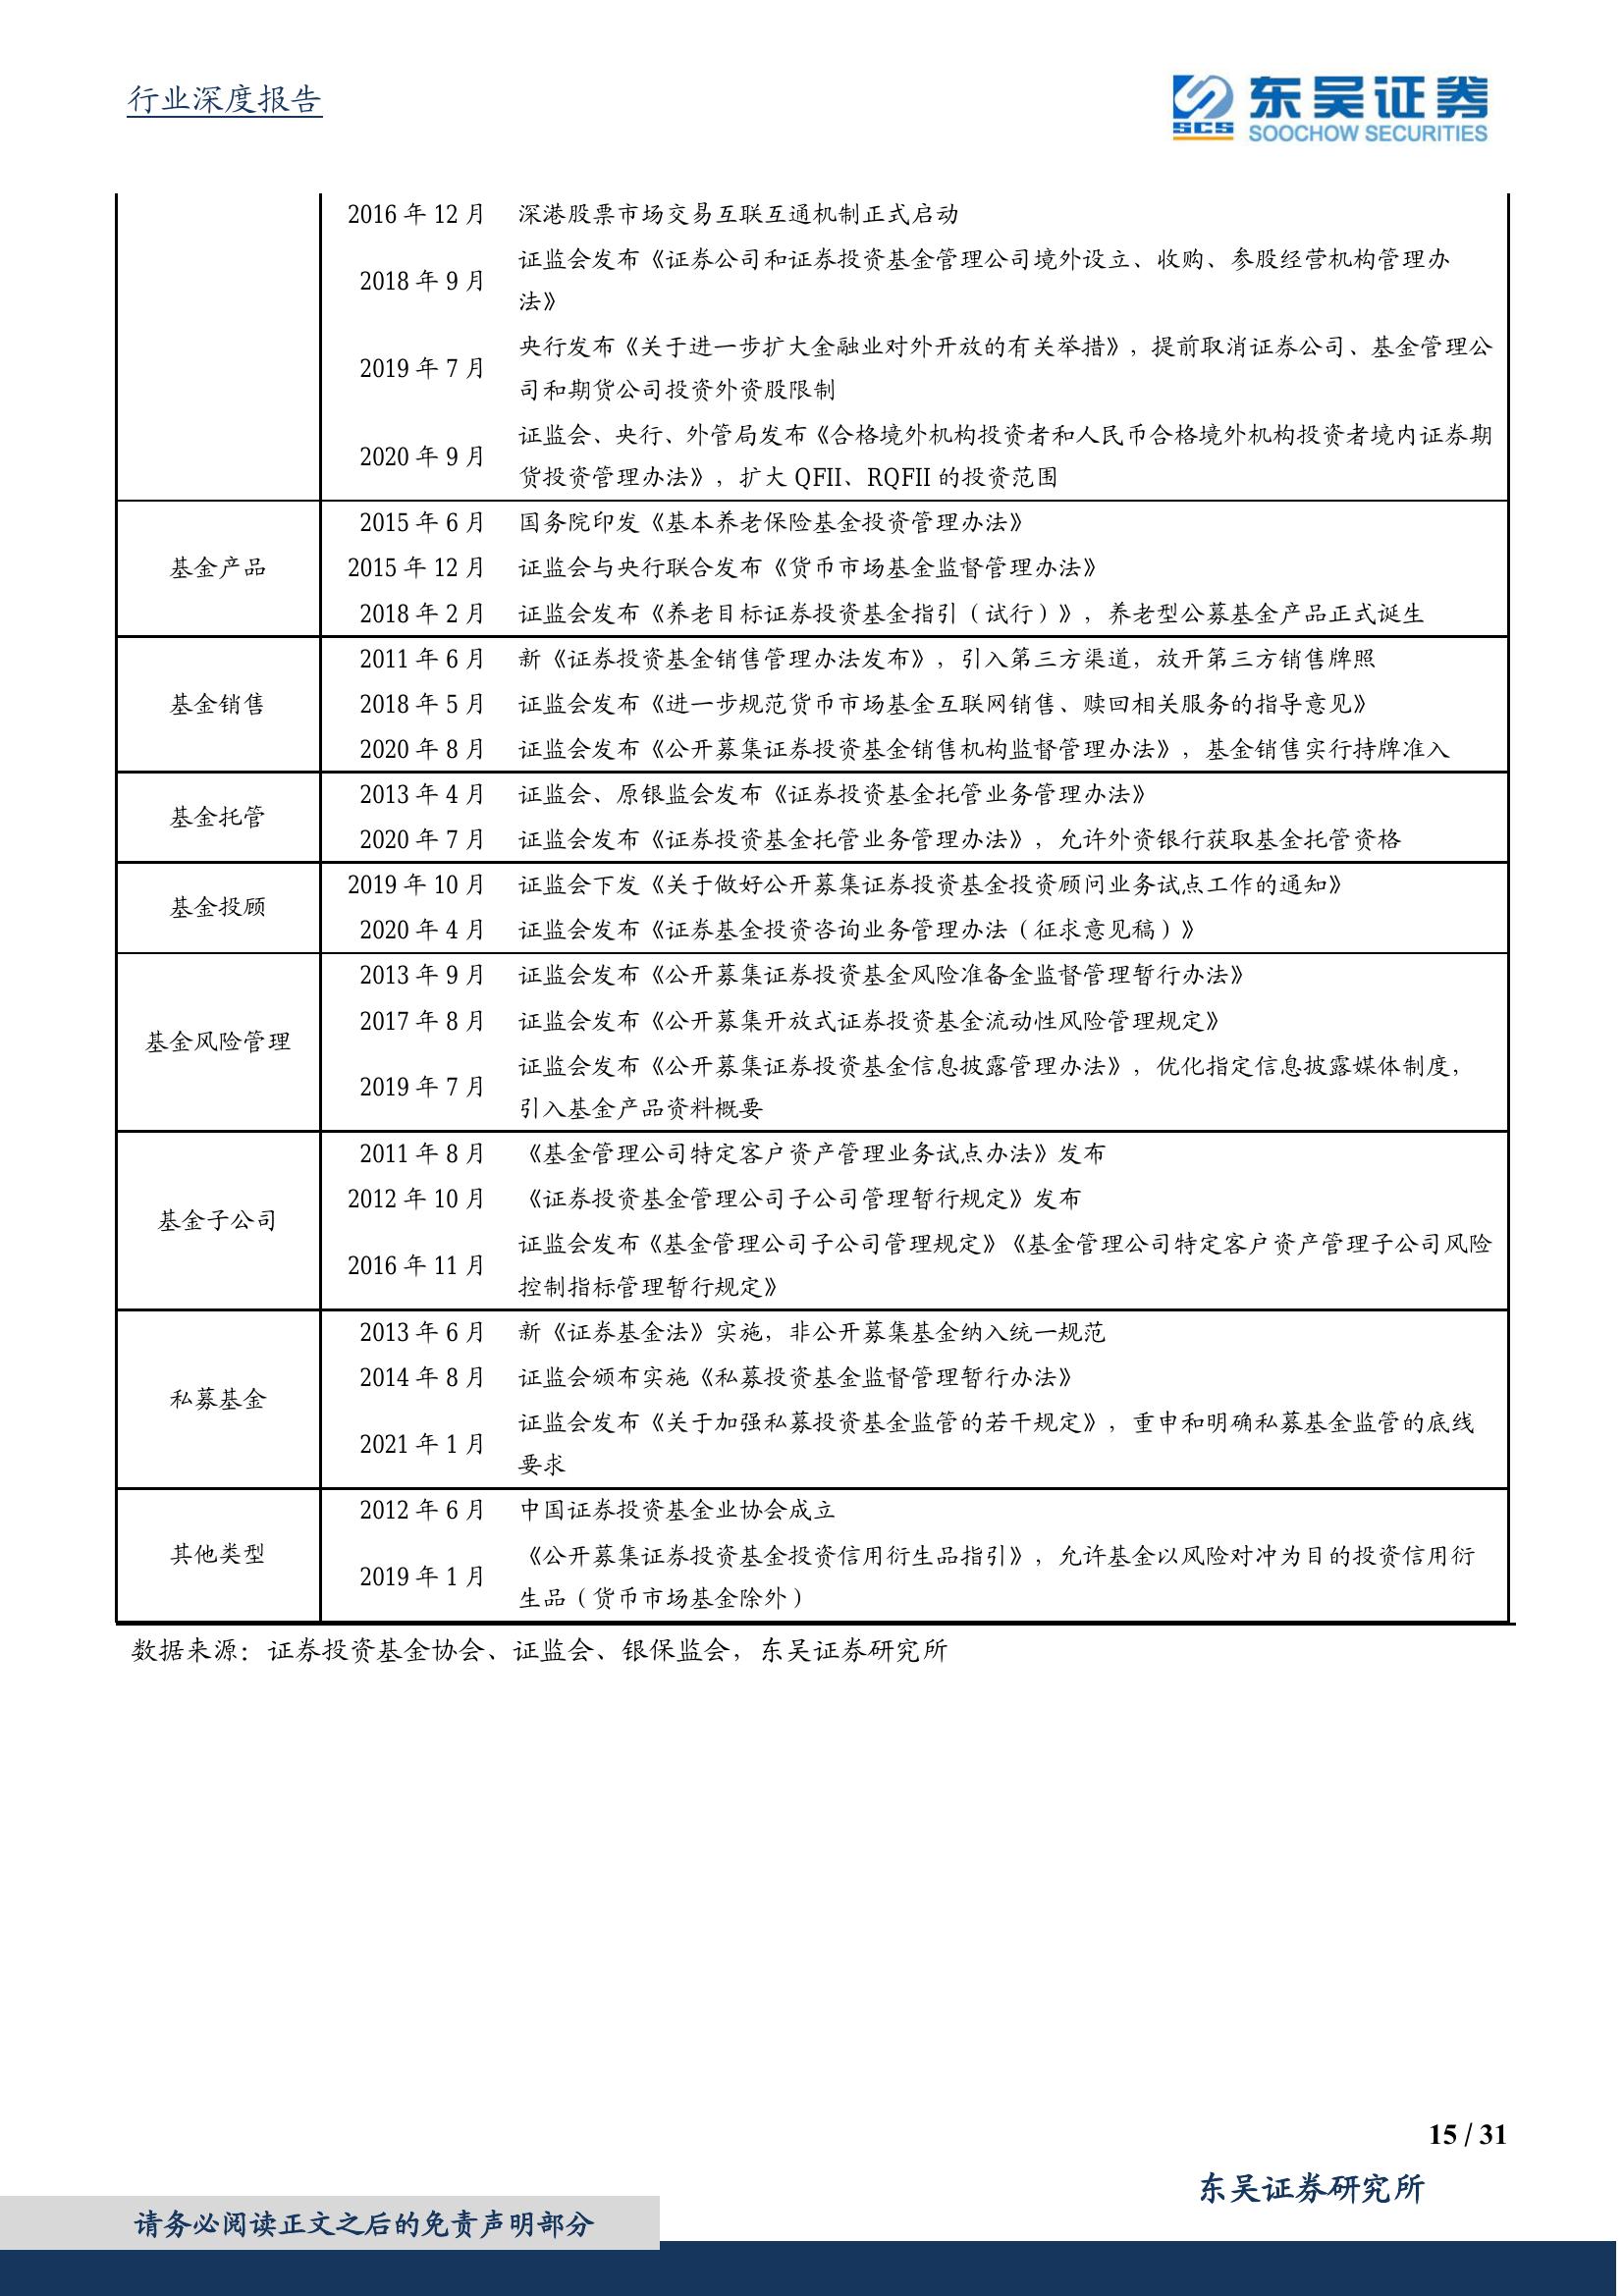 行业深度报告
SCS 东吴证券
SOOCHOW SECURITIES
2016 年 12 月 深港股票市场交易互联互通机制正式启动
2018 年 9 月 证监会发布《证券公司和证券投资基金管理公司境外设立、收购、参股经营机构管理办
法》
2019 年 7 月 央行发布《关于进一步扩大金融业对外开放的有关举措》，提前取消证券公司、基金管理公
司和期货公司投资外资股限制
2020 年 9 月 证监会、央行、外管局发布《合格境外机构投资者和人民币合格境外机构投资者境内证券期
货投资管理办法》，扩大 QFII、RQFII 的投资范围
基金产品
2015 年 6 月 国务院印发《基本养老保险基金投资管理办法》
2015 年 12 月 证监会与央行联合发布《货币市场基金监督管理办法》
2018 年 2 月 证监会发布《养老目标证券投资基金指引（试行）》，养老型公募基金产品正式诞生
基金销售
2011 年 6 月 新《证券投资基金销售管理办法发布》，引入第三方渠道，放开第三方销售牌照
2018 年 5 月 证监会发布《进一步规范货币市场基金互联网销售、赎回相关服务的指导意见》
2020 年 8 月 证监会发布《公开募集证券投资基金销售机构监督管理办法》，基金销售实行持牌准入
基金托管
2013 年 4 月 证监会、原银监会发布《证券投资基金托管业务管理办法》
2020 年 7 月 证监会发布《证券投资基金托管业务管理办法》，允许外资银行获取基金托管资格
基金投顾
2019 年 10 月 证监会下发《关于做好公开募集证券投资基金投资顾问业务试点工作的通知》
2020 年 4 月 证监会发布《证券基金投资咨询业务管理办法（征求意见稿）》
基金风险管理
2013 年 9 月 证监会发布《公开募集证券投资基金风险准备金监督管理暂行办法》
2017 年 8 月 证监会发布《公开募集开放式证券投资基金流动性风险管理规定》
2019 年 7 月 证监会发布《公开募集证券投资基金信息披露管理办法》，优化指定信息披露媒体制度，
引入基金产品资料概要
基金子公司
2011 年 8 月 《基金管理公司特定客户资产管理业务试点办法》发布
2012 年 10 月 《证券投资基金管理公司子公司管理暂行规定》发布
2016 年 11 月 证监会发布《基金管理公司子公司管理规定》《基金管理公司特定客户资产管理子公司风险
控制指标管理暂行规定》
私募基金
2013 年 6 月 新《证券基金法》实施，非公开募集基金纳入统一规范
2014 年 8 月 证监会颁布实施《私募投资基金监督管理暂行办法》
2021 年 1 月 证监会发布《关于加强私募投资基金监管的若干规定》，重申和明确私募基金监管的底线
要求
其他类型
2012 年 6 月 中国证券投资基金业协会成立
2019 年 1 月 《公开募集证券投资基金投资信用衍生品指引》，允许基金以风险对冲为目的投资信用衍
生品（货币市场基金除外）
数据来源：证券投资基金协会、证监会、银保监会，东吴证券研究所
15 / 31
东吴证券研究所
请务必阅读正文之后的免责声明部分